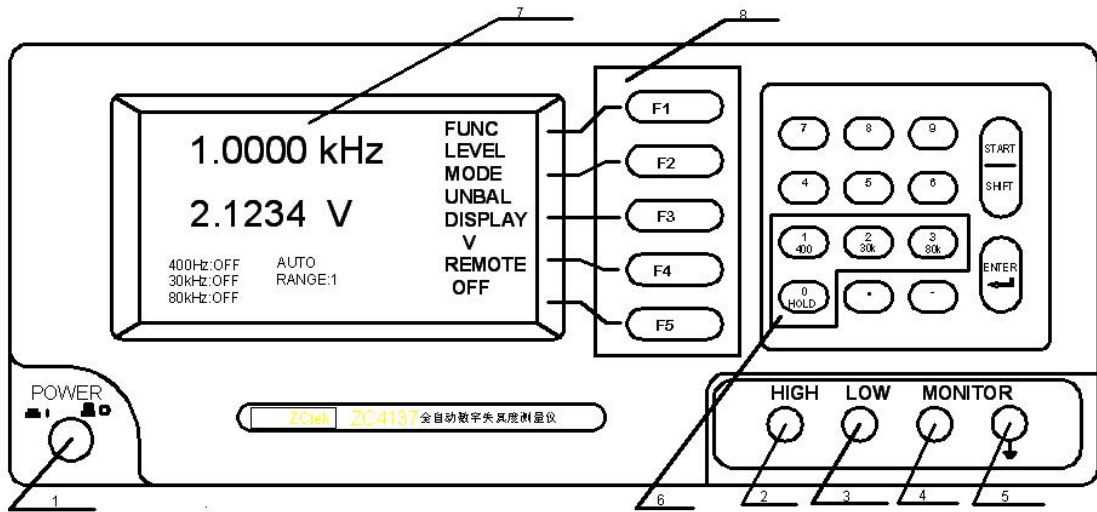 7
8
1.0000 kHz
2.1234 V
400Hz:OFF
30kHz:OFF
80kHz:OFF
AUTO
RANGE:1
FUNC
LEVEL
MODE
UNBAL
DISPLAY
V
REMOTE
OFF
F1
F2
F3
F4
F5
7
8
9
4
5
6
1
400
2
30k
3
80k
0
HOLD
.
-
START
SHIFT
ENTER
POWER
ZCtek ZC4137 全自动数字失真度测量仪
HIGH
LOW
MONITOR
1
6
2
3
4
5